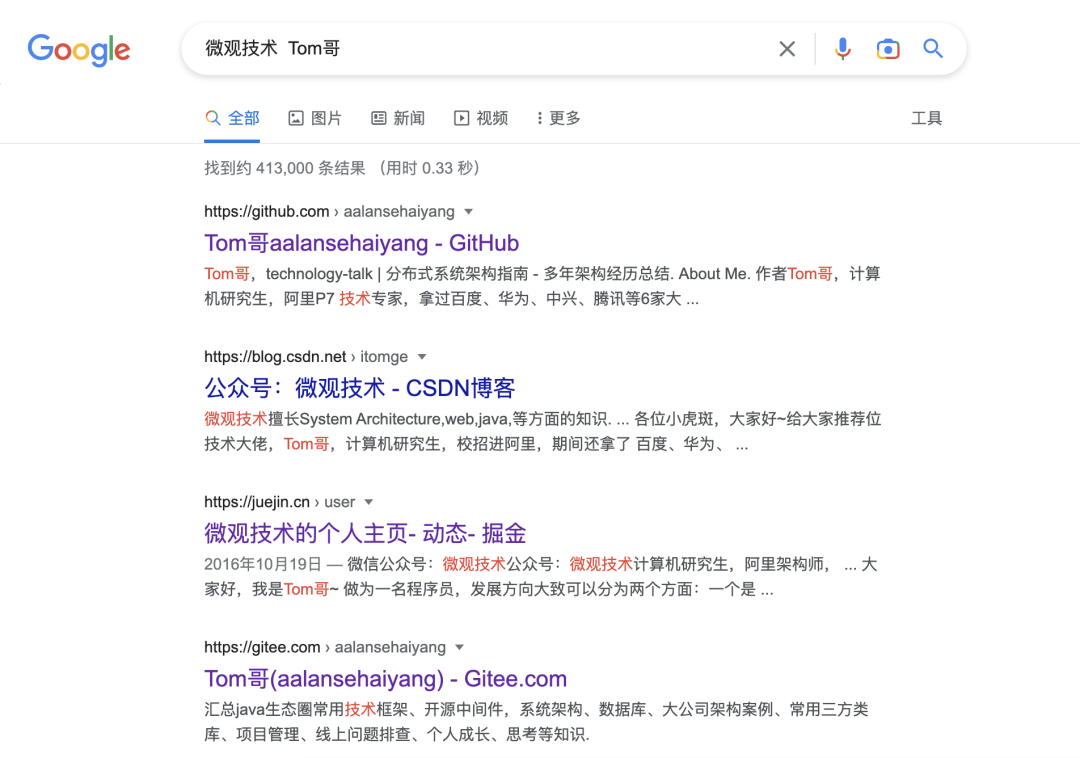 Google
微观技术 Tom哥
全部 图片 新闻 视频 更多 工具
找到约 413,000 条结果 （用时 0.33 秒）
https://github.com › aalansehaiyang
Tom哥aalansehaiyang - GitHub
Tom哥，technology-talk | 分布式系统架构指南 - 多年架构经历总结. About Me. 作者Tom哥，计算
机研究生，阿里P7 技术专家，拿过百度、华为、中兴、腾讯等6家大 ...
https://blog.csdn.net › itomge
公众号：微观技术 - CSDN博客
微观技术擅长System Architecture,web,java,等方面的知识. ... 各位小虎斑，大家好~给大家推荐位
技术大佬，Tom哥，计算机研究生，校招进阿里，期间还拿了 百度、华为、 ...
https://juejin.cn › user
微观技术的个人主页- 动态- 掘金
2016年10月19日 — 微信公众号：微观技术公众号：微观技术计算机研究生，阿里架构师， ... 大
家好，我是Tom哥~ 做为一名程序员，发展方向大致可以分为两个方面：一个是 ...
https://gitee.com › aalansehaiyang
Tom哥(aalansehaiyang) - Gitee.com
汇总java生态圈常用技术框架、开源中间件，系统架构、数据库、大公司架构案例、常用三方类
库、项目管理、线上问题排查、个人成长、思考等知识.